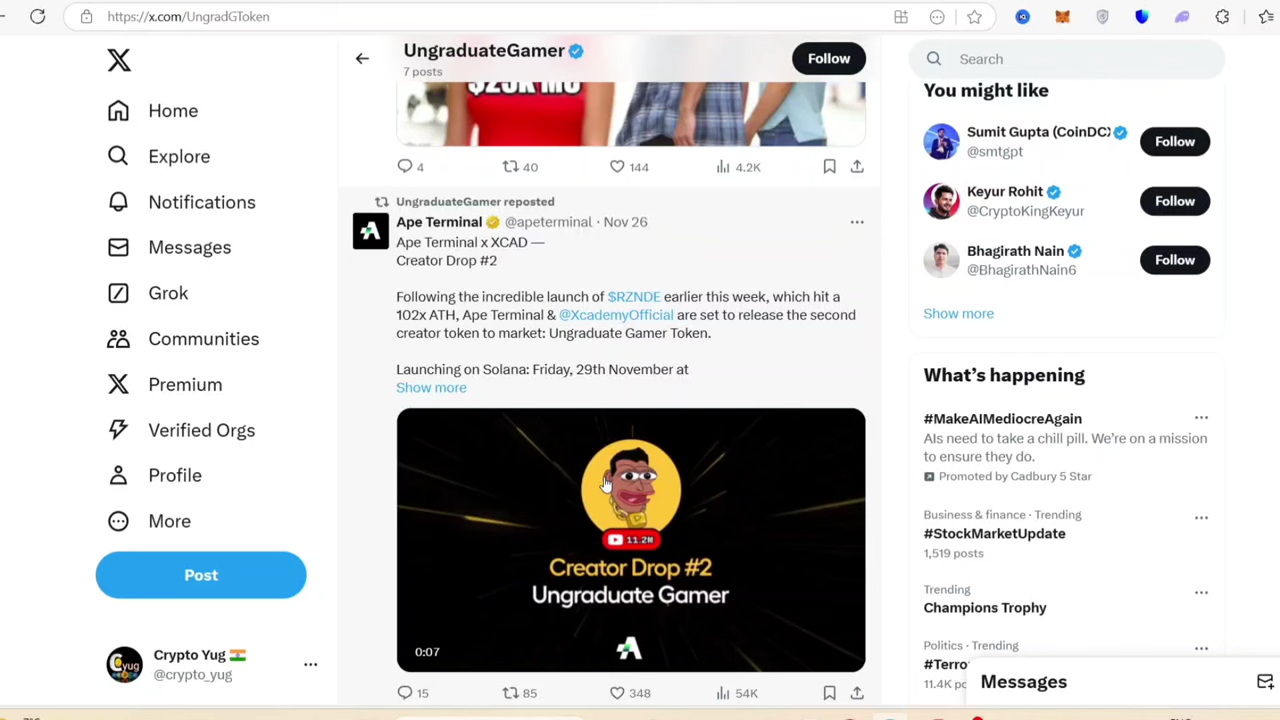 https://x.com/UngradGToken
UngraduateGamer
7 posts
Follow
Home
Explore
Notifications
Messages
Grok
Communities
Premium
Verified Orgs
Profile
More
Post
Crypto Yug
@crypto_yug
4
40
144
4.2K
UngraduateGamer reposted
Ape Terminal @apeterminal · Nov 26
Ape Terminal x XCAD —
Creator Drop #2
Following the incredible launch of $RZNDE earlier this week, which hit a
102x ATH, Ape Terminal & @XcademyOfficial are set to release the second
creator token to market: Ungraduate Gamer Token.
Launching on Solana: Friday, 29th November at
Show more
11.2M
Creator Drop #2
Ungraduate Gamer
0:07
15
85
348
54K
Search
You might like
Sumit Gupta (CoinDC
@smtgpt
Follow
Keyur Rohit
@CryptoKingKeyur
Follow
Bhagirath Nain
@BhagirathNain6
Follow
Show more
What's happening
#MakeAIMediocreAgain
AIs need to take a chill pill. We're on a mission
to ensure they do.
Promoted by Cadbury 5 Star
Business & finance · Trending
#StockMarketUpdate
1,519 posts
Trending
Champions Trophy
Politics · Trending
#Terro
11.4K po
Messages